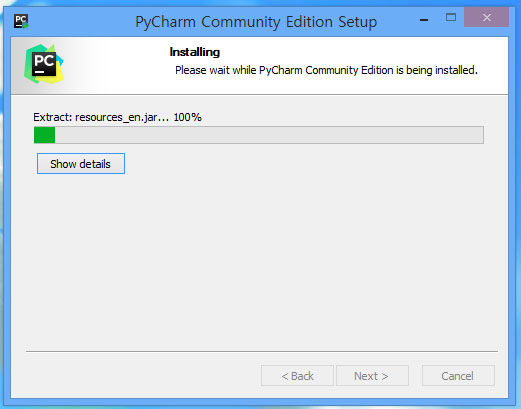 PC
PyCharm Community Edition Setup
PC
Installing
Please wait while PyCharm Community Edition is being installed.
Extract: resources_en.jar... 100%
Show details
< Back
Next >
Cancel